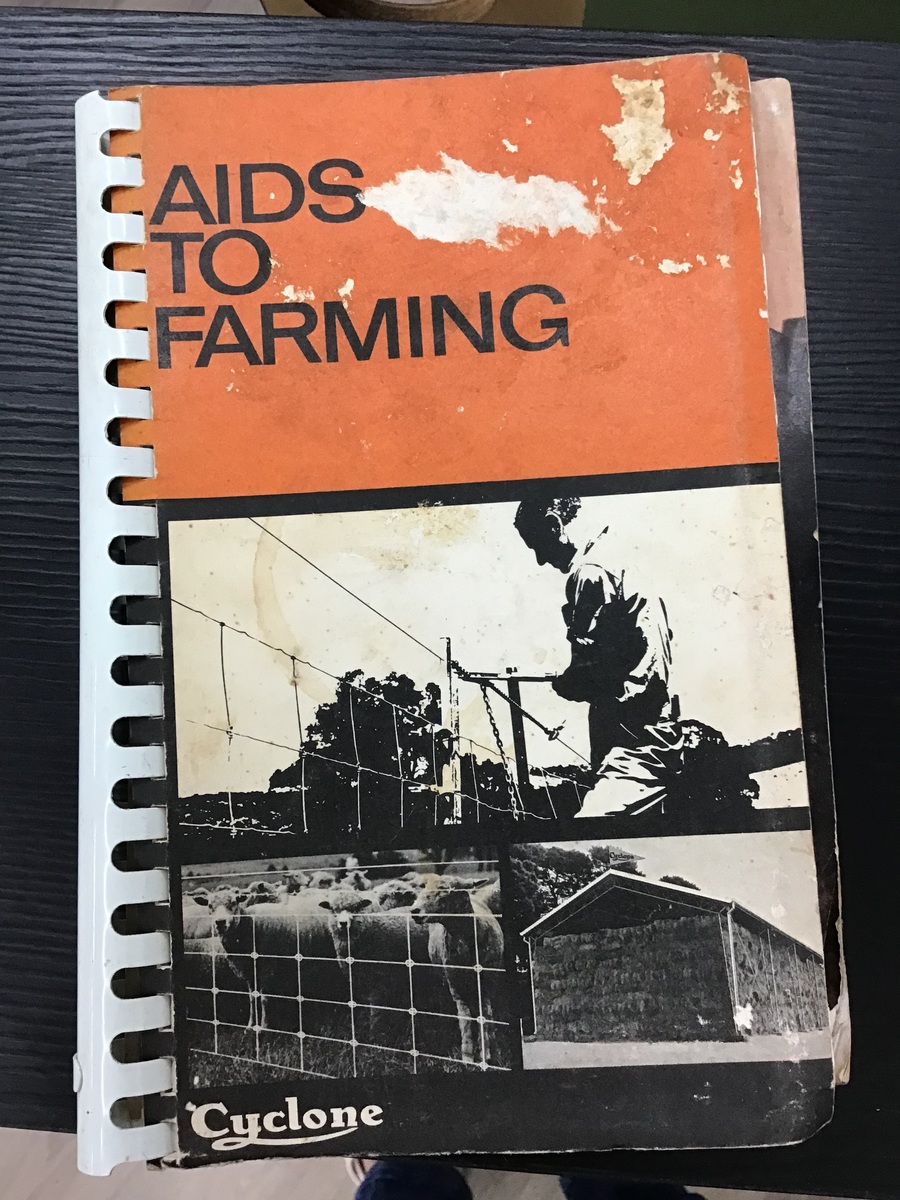 AIDS
TO
FARMING
Cyclone